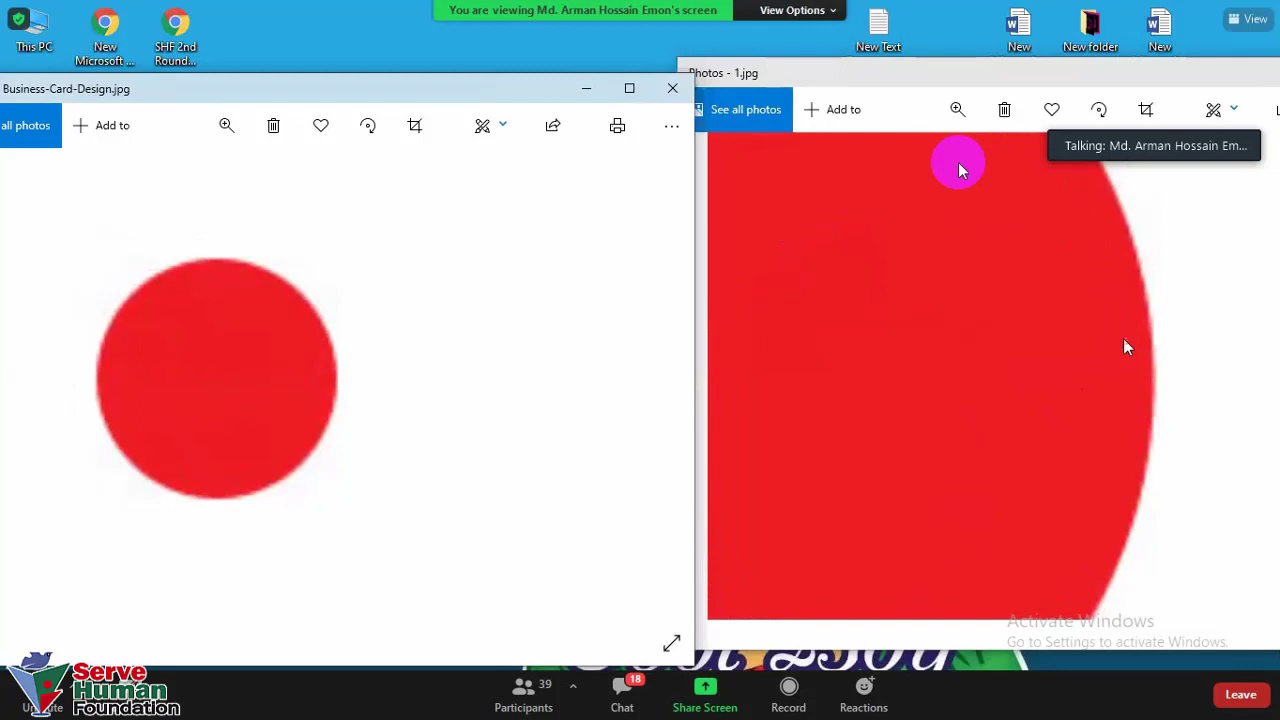 You are viewing Md. Arman Hossain Emon's screen
View Options
View
This PC
New Microsoft ...
SHF 2nd Round...
New Text
New
New folder
New
Business-Card-Design.jpg
Photos - 1.jpg
all photos
Add to
See all photos
Add to
Talking: Md. Arman Hossain Em...
Activate Windows
Go to Settings to activate Windows.
Serve
Human
Foundation
39
Participants
18
Chat
Share Screen
Record
Reactions
Leave